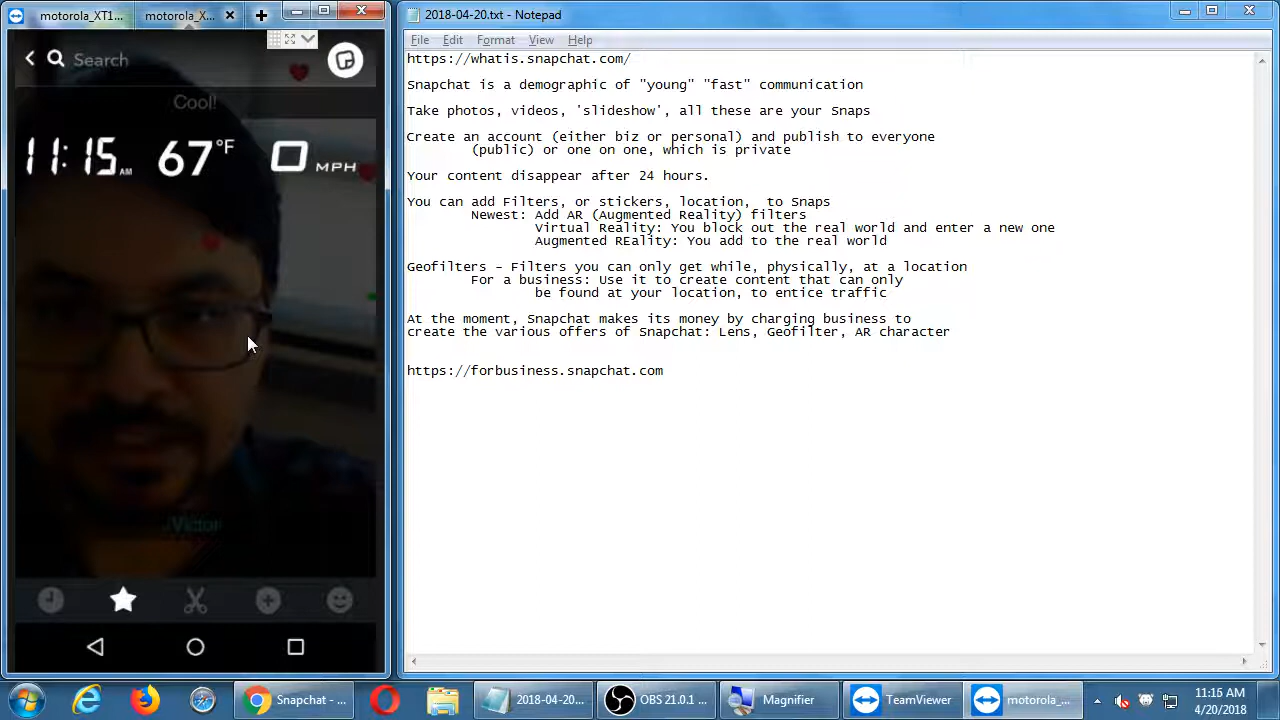 motorola_XT1...
motorola_X...
2018-04-20.txt - Notepad
File Edit Format View Help
Search
Cool!
11:15 AM 67°F 0 MPH
Victor
https://whatis.snapchat.com/
Snapchat is a demographic of "young" "fast" communication
Take photos, videos, 'slideshow', all these are your Snaps
Create an account (either biz or personal) and publish to everyone
(public) or one on one, which is private
Your content disappear after 24 hours.
You can add Filters, or stickers, location,  to Snaps
Newest: Add AR (Augmented Reality) filters
Virtual Reality: You block out the real world and enter a new one
Augmented REality: You add to the real world
Geofilters - Filters you can only get while, physically, at a location
For a business: Use it to create content that can only
be found at your location, to entice traffic
At the moment, Snapchat makes its money by charging business to
create the various offers of Snapchat: Lens, Geofilter, AR character
https://forbusiness.snapchat.com
Snapchat - ...
2018-04-20...
OBS 21.0.1 ...
Magnifier
TeamViewer
motorola_...
11:15 AM
4/20/2018